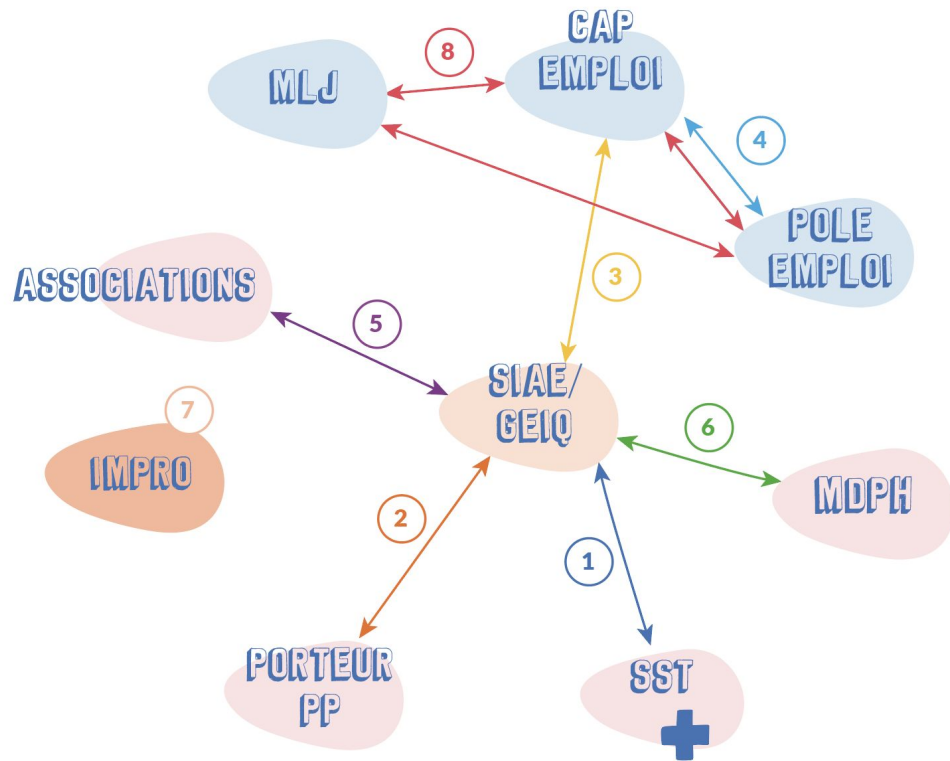 CAP
EMPLOI
MLJ
8
4
POLE
EMPLOI
ASSOCIATIONS
3
5
SIAE/
GEIQ
7
IMPRO
6
MDPH
2
1
PORTEUR
PP
SST